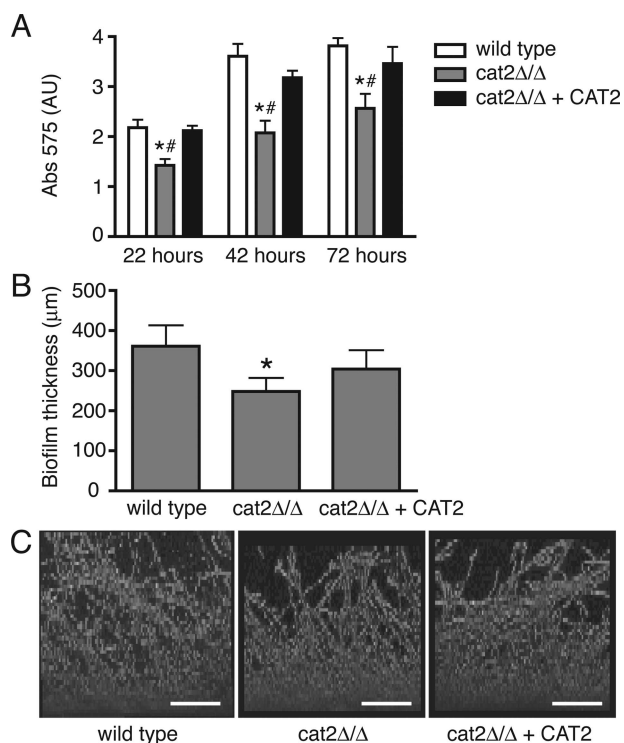 A
Abs 575 (AU)
4
3
2
1
0
*#
*#
*#
22 hours 42 hours 72 hours
wild type
cat2Δ/Δ
cat2Δ/Δ + CAT2
B
Biofilm thickness (μm)
500
400
300
200
100
0
*
wild type cat2Δ/Δ cat2Δ/Δ + CAT2
C
wild type cat2Δ/Δ cat2Δ/Δ + CAT2